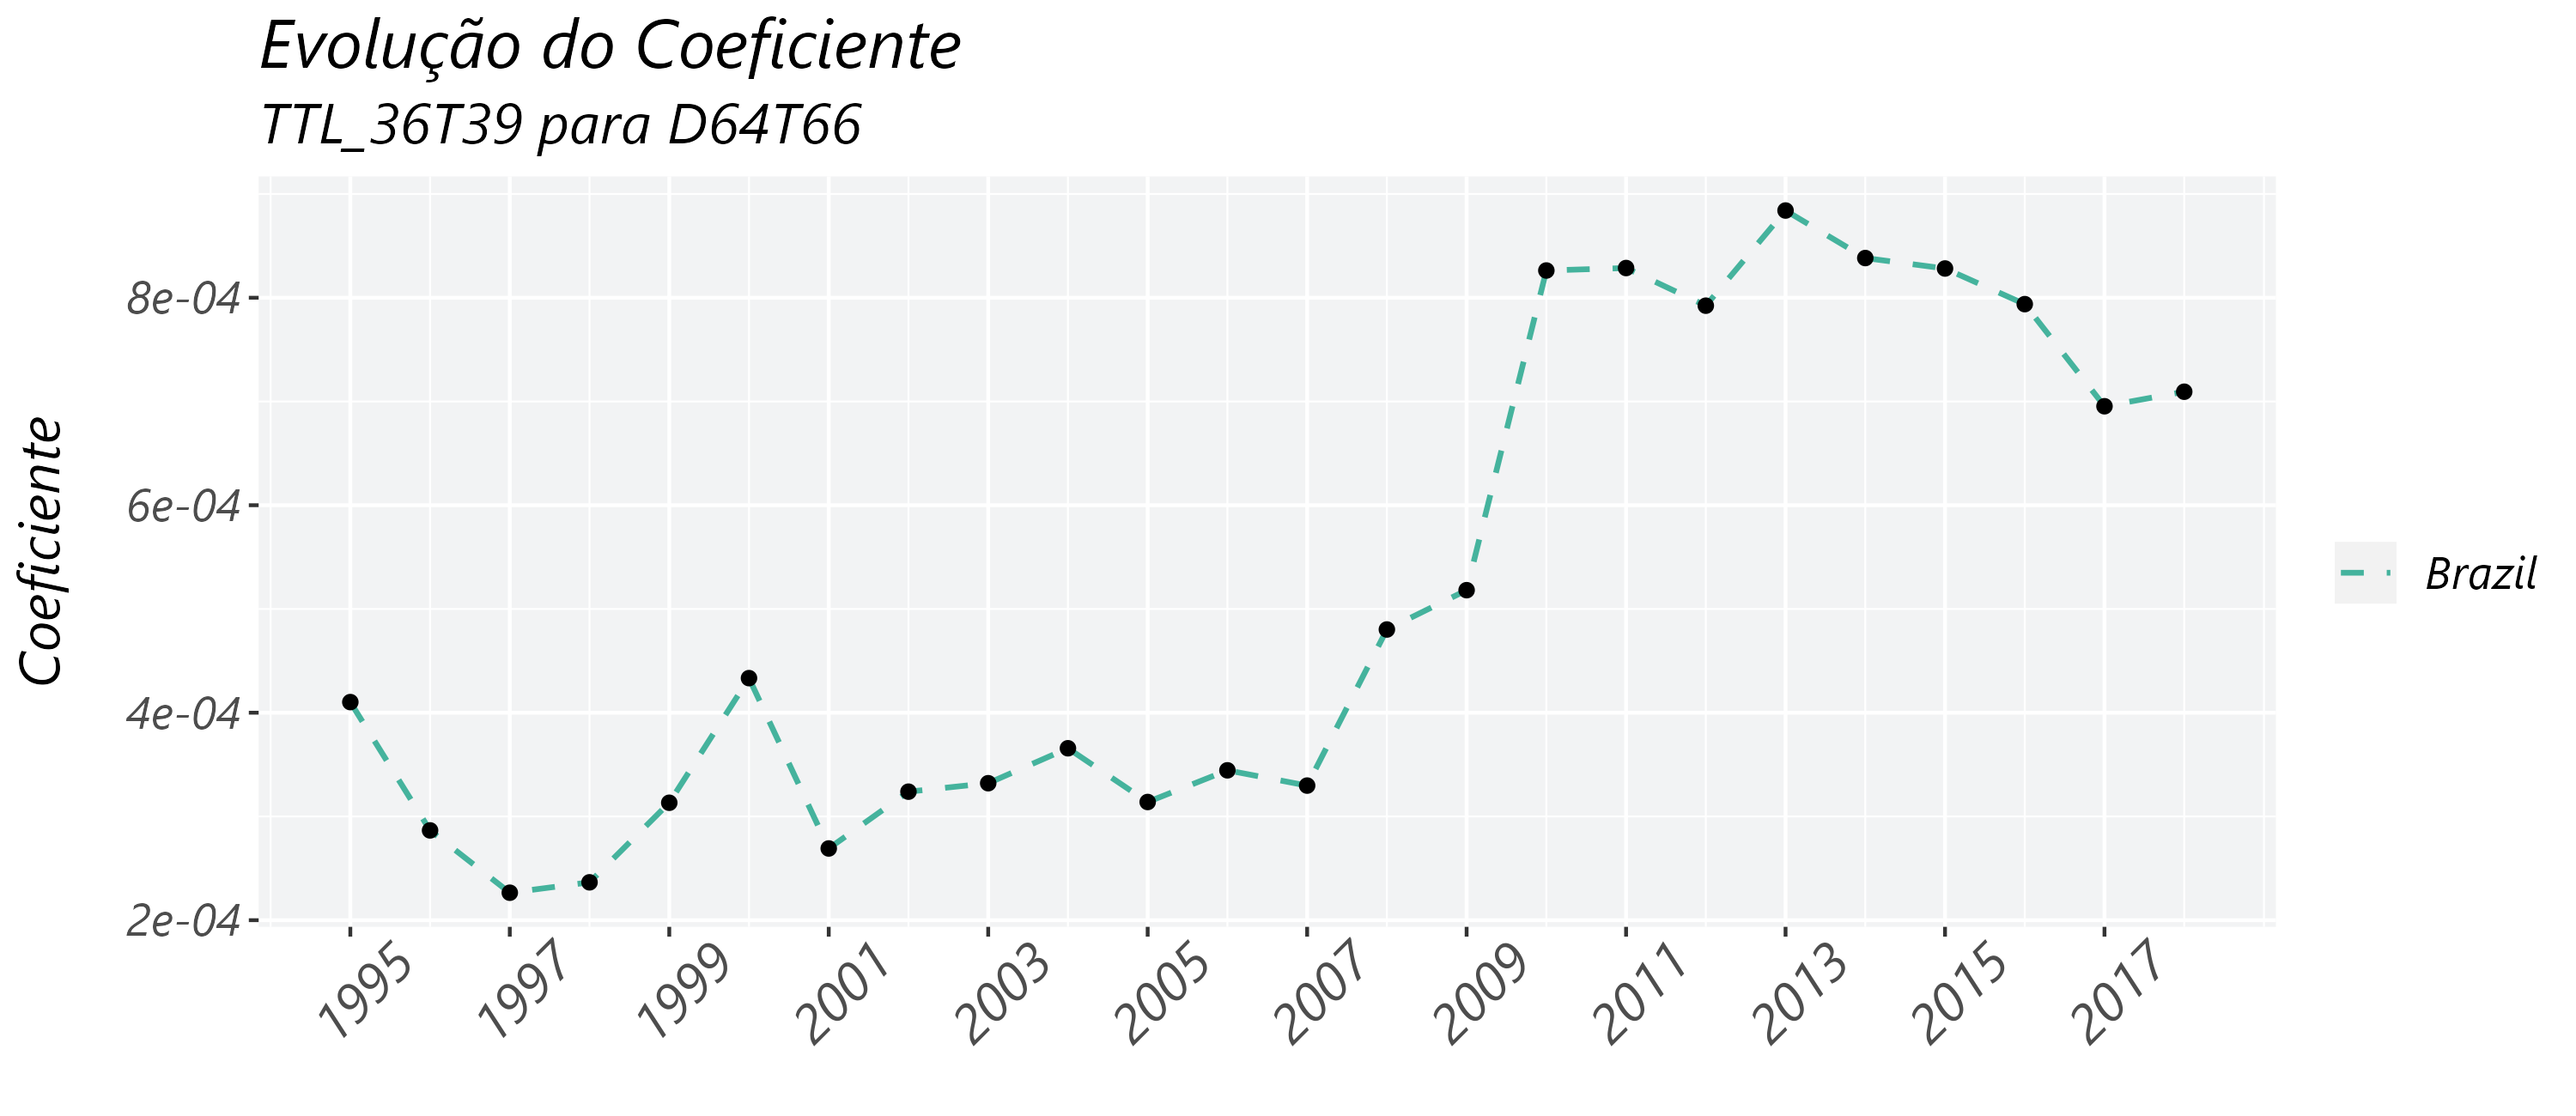 Evolução do Coeficiente
TTL_36T39 para D64T66
Coeficiente
8e-04
6e-04
4e-04
2e-04
1995
1997
1999
2001
2003
2005
2007
2009
2011
2013
2015
2017
Brazil